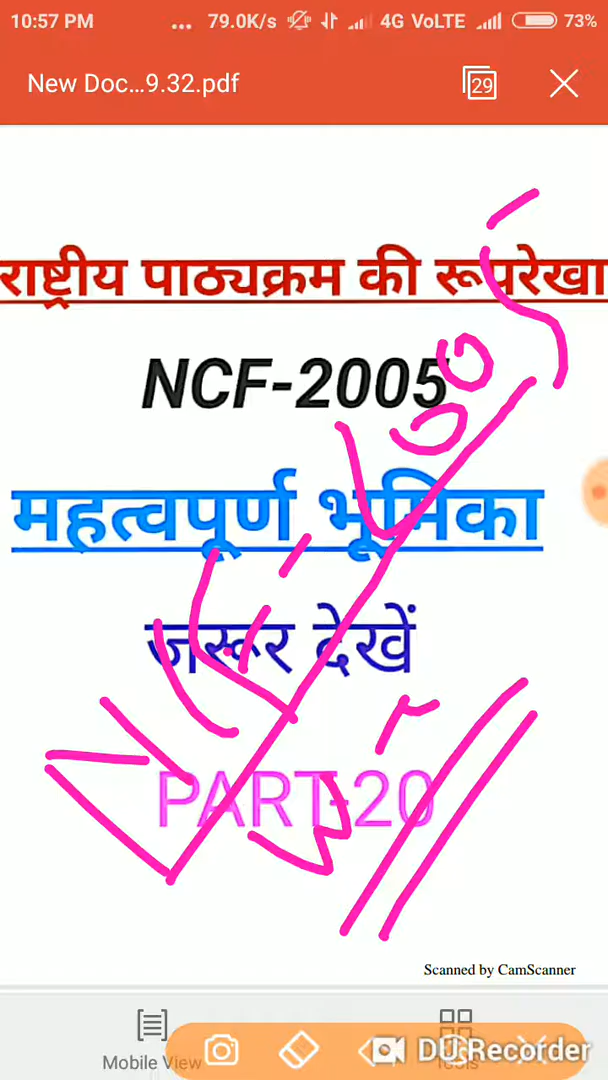 10:57 PM ... 79.0K/s 4G VoLTE 73%
New Doc...9.32.pdf 29
राष्ट्रीय पाठ्यक्रम की रूपरेखा
NCF-2005
महत्वपूर्ण भूमिका
जरूर देखें
PART-20
Scanned by CamScanner
Mobile View Tools
DU Recorder